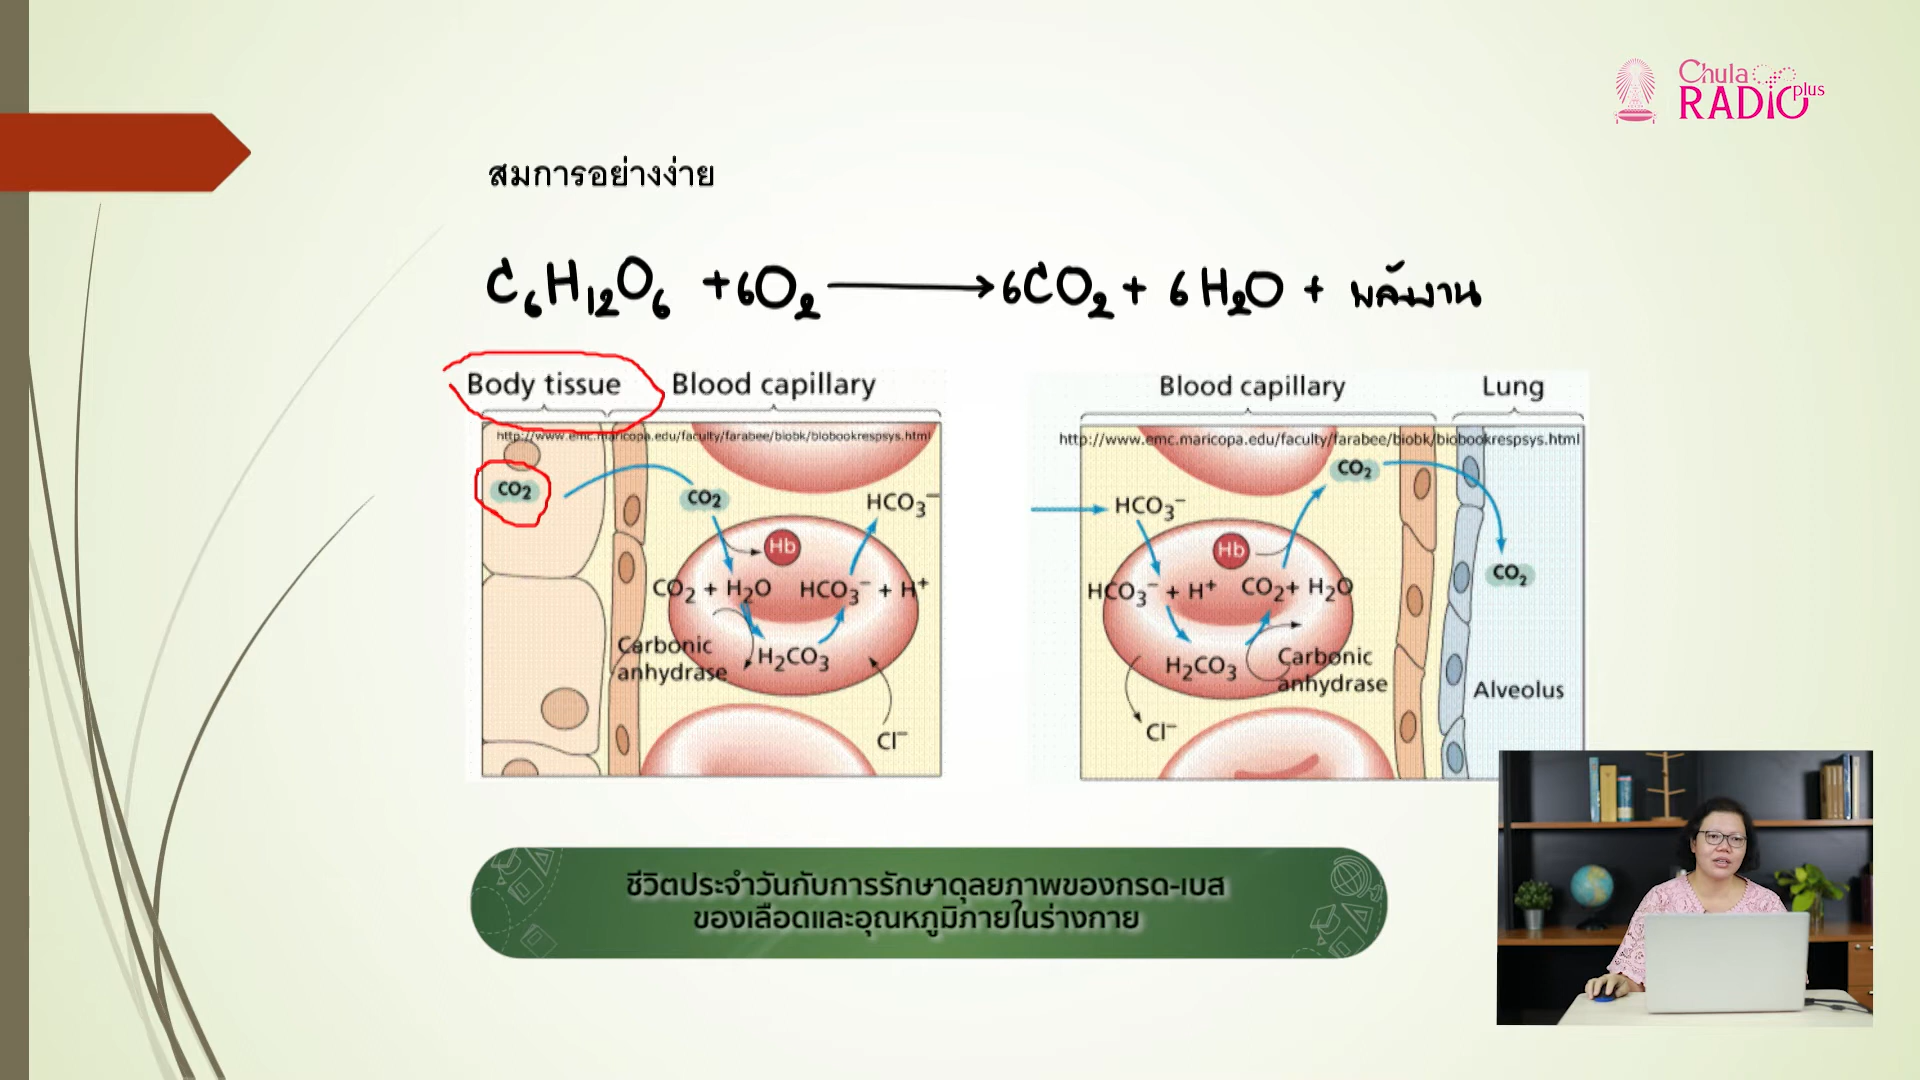 Chula
RADIO plus
สมการอย่างง่าย
C₆H₁₂O₆ + 6O₂ ⟶ 6CO₂ + 6H₂O + พลังงาน
Body tissue
Blood capillary
http://www.emc.maricopa.edu/faculty/farabee/biobk/biobookrespsys.html
CO₂
CO₂
HCO₃⁻
Hb
CO₂ + H₂O
HCO₃⁻ + H⁺
Carbonic
anhydrase
H₂CO₃
Cl⁻
Blood capillary
Lung
http://www.emc.maricopa.edu/faculty/farabee/biobk/biobookrespsys.html
CO₂
HCO₃⁻
Hb
CO₂
HCO₃⁻ + H⁺
CO₂+ H₂O
H₂CO₃
Carbonic
anhydrase
Alveolus
Cl⁻
ชีวิตประจำวันกับการรักษาดุลยภาพของกรด-เบส
ของเลือดและอุณหภูมิภายในร่างกาย